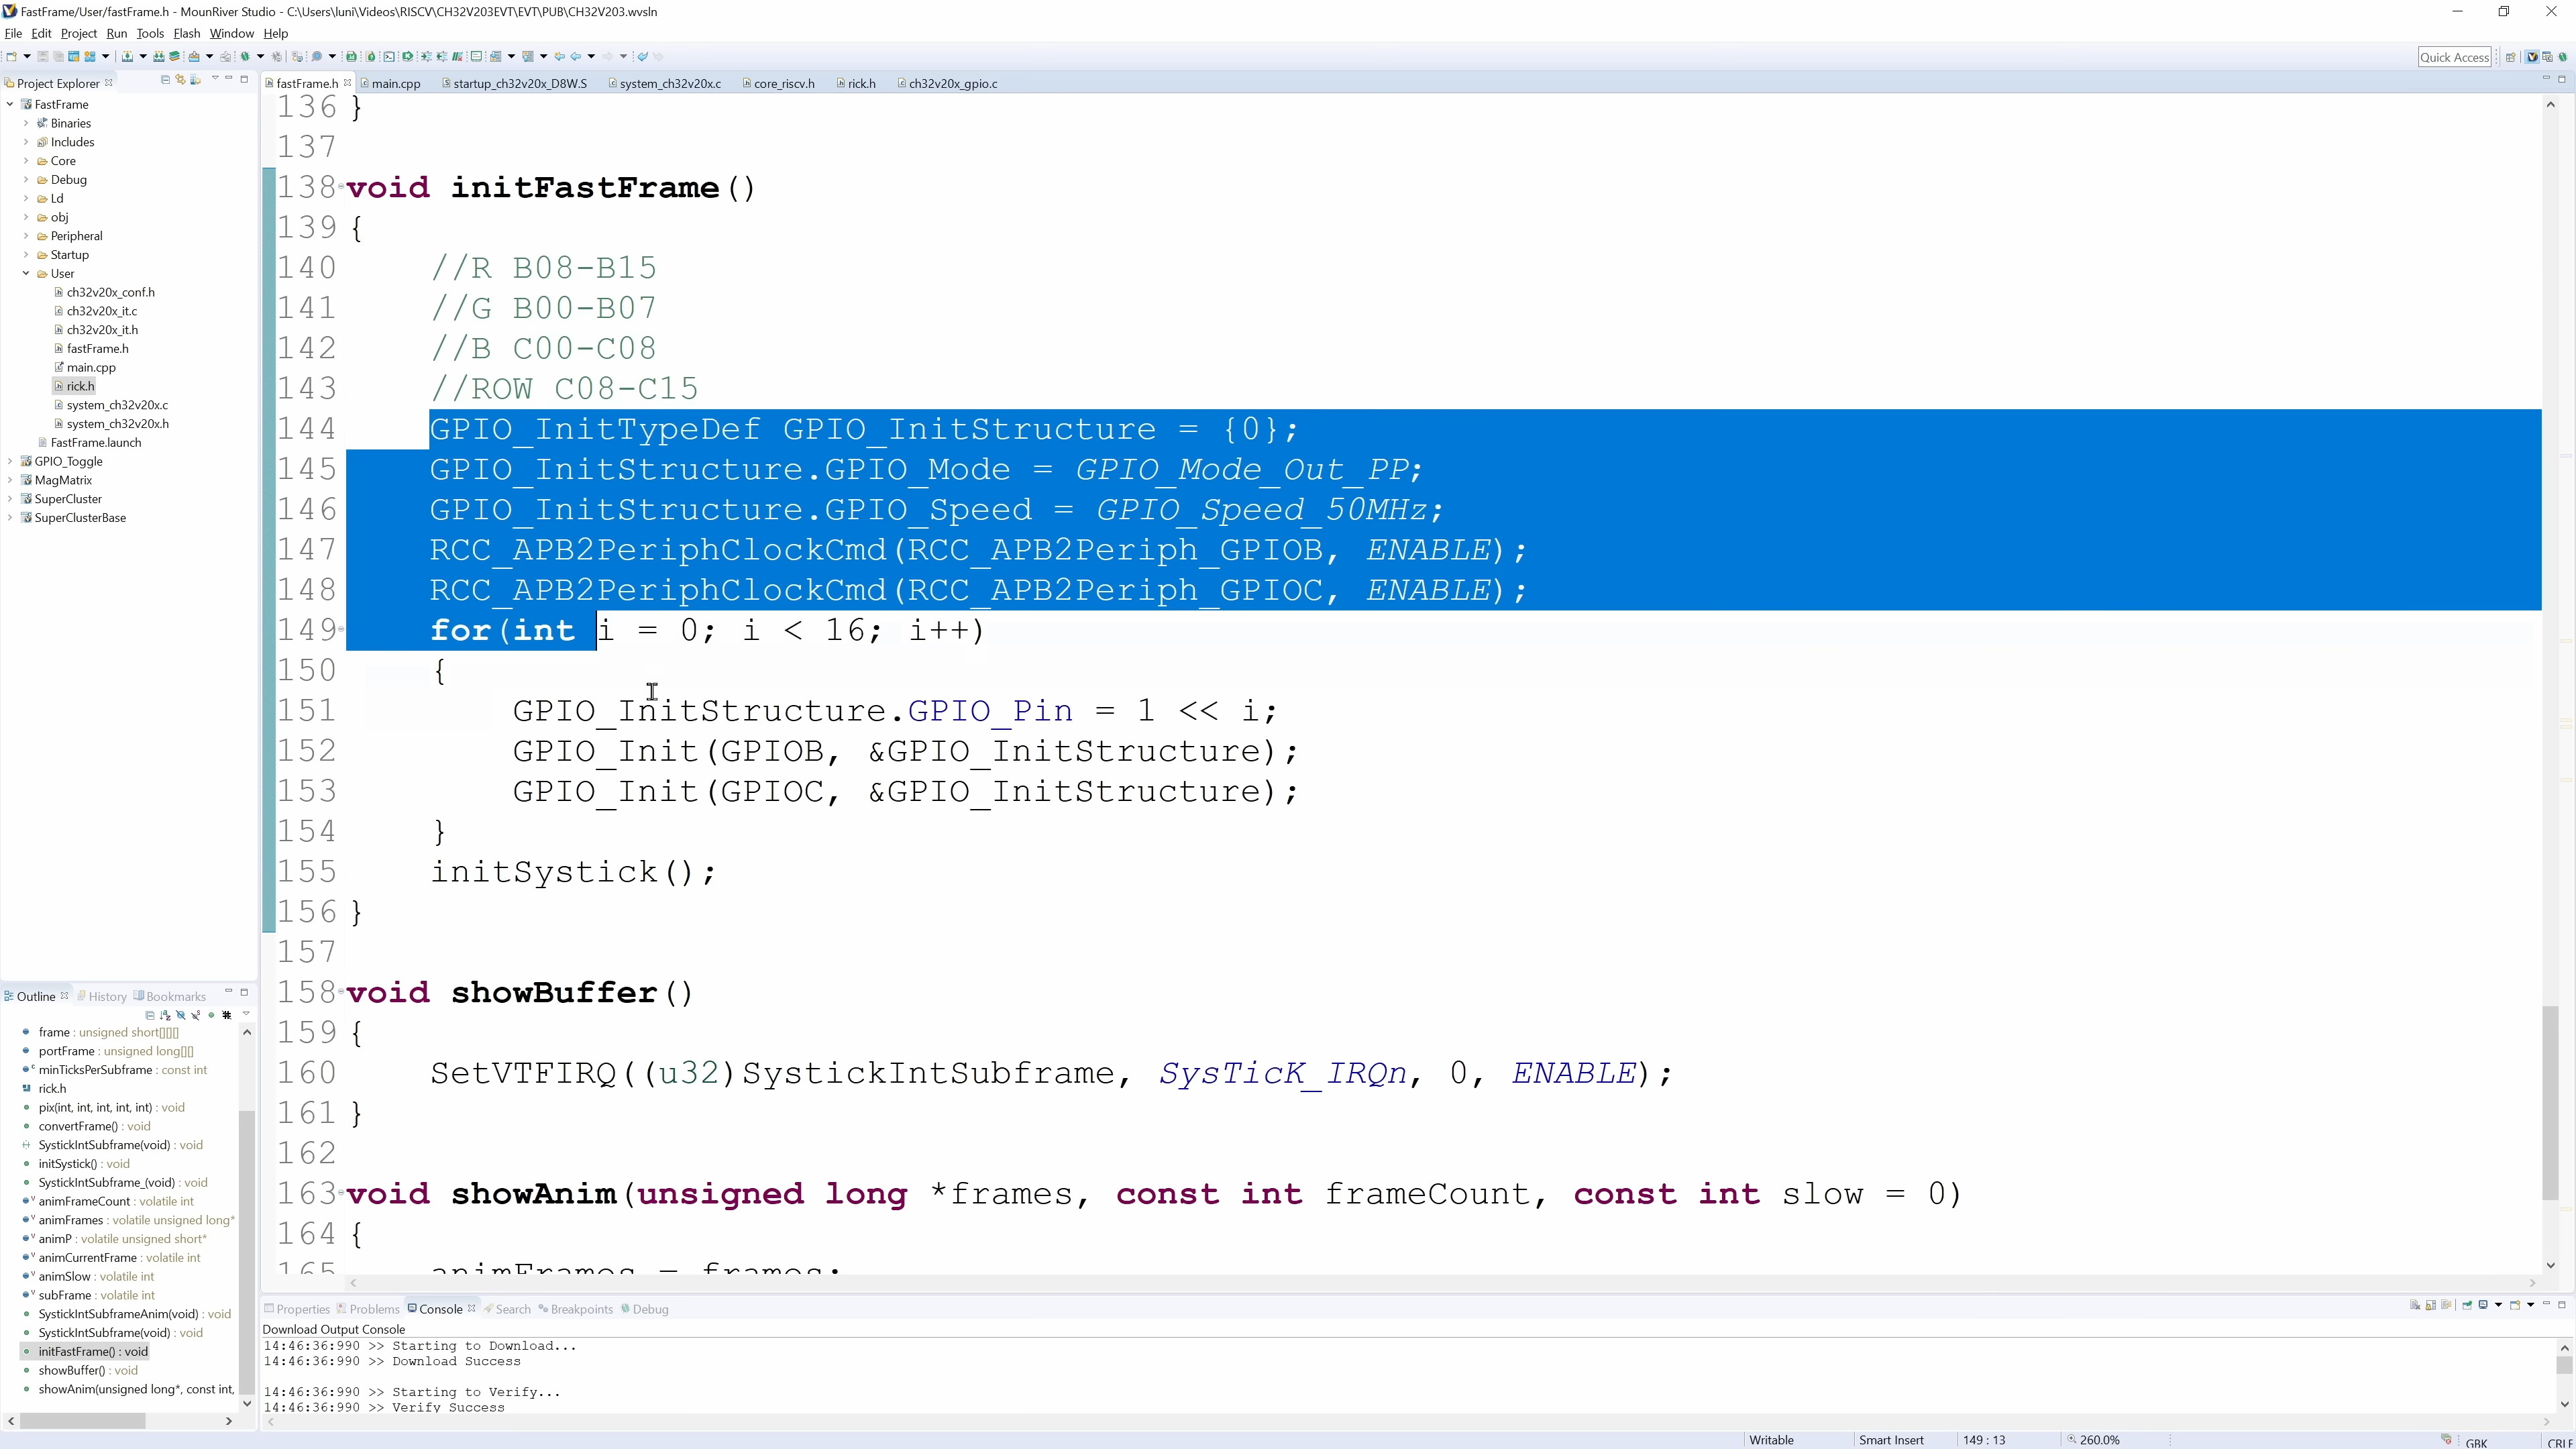 FastFrame/User/fastFrame.h - MounRiver Studio - C:\Users\luni\Videos\RISCV\CH32V203EVT\EVT\PUB\CH32V203.wvsln
File Edit Project Run Tools Flash Window Help
Quick Access
Project Explorer
fastFrame.h main.cpp startup_ch32v20x_D8W.S system_ch32v20x.c core_riscv.h rick.h ch32v20x_gpio.c
FastFrame
Binaries
Includes
Core
Debug
Ld
obj
Peripheral
Startup
User
ch32v20x_conf.h
ch32v20x_it.c
ch32v20x_it.h
fastFrame.h
main.cpp
rick.h
system_ch32v20x.c
system_ch32v20x.h
FastFrame.launch
GPIO_Toggle
MagMatrix
SuperCluster
SuperClusterBase
136 }
137
138 void initFastFrame()
139 {
140 //R B08-B15
141 //G B00-B07
142 //B C00-C08
143 //ROW C08-C15
144 GPIO_InitTypeDef GPIO_InitStructure = {0};
145 GPIO_InitStructure.GPIO_Mode = GPIO_Mode_Out_PP;
146 GPIO_InitStructure.GPIO_Speed = GPIO_Speed_50MHz;
147 RCC_APB2PeriphClockCmd(RCC_APB2Periph_GPIOB, ENABLE);
148 RCC_APB2PeriphClockCmd(RCC_APB2Periph_GPIOC, ENABLE);
149 for(int i = 0; i < 16; i++)
150 {
151 GPIO_InitStructure.GPIO_Pin = 1 << i;
152 GPIO_Init(GPIOB, &GPIO_InitStructure);
153 GPIO_Init(GPIOC, &GPIO_InitStructure);
154 }
155 initSystick();
156 }
157
158 void showBuffer()
159 {
160 SetVTFIRQ((u32)SystickIntSubframe, SysTicK_IRQn, 0, ENABLE);
161 }
162
163 void showAnim(unsigned long *frames, const int frameCount, const int slow = 0)
164 {
165 animFrames = frames;
Outline History Bookmarks
frame : unsigned short[][][]
portFrame : unsigned long[][]
minTicksPerSubframe : const int
rick.h
pix(int, int, int, int, int) : void
convertFrame() : void
SystickIntSubframe(void) : void
initSystick() : void
SystickIntSubframe_(void) : void
animFrameCount : volatile int
animFrames : volatile unsigned long*
animP : volatile unsigned short*
animCurrentFrame : volatile int
animSlow : volatile int
subFrame : volatile int
SystickIntSubframeAnim(void) : void
SystickIntSubframe(void) : void
initFastFrame() : void
showBuffer() : void
showAnim(unsigned long*, const int,
Properties Problems Console Search Breakpoints Debug
Download Output Console
14:46:36:990 >> Starting to Download...
14:46:36:990 >> Download Success
14:46:36:990 >> Starting to Verify...
14:46:36:990 >> Verify Success
Writable Smart Insert 149 : 13 260.0% GBK CRLF